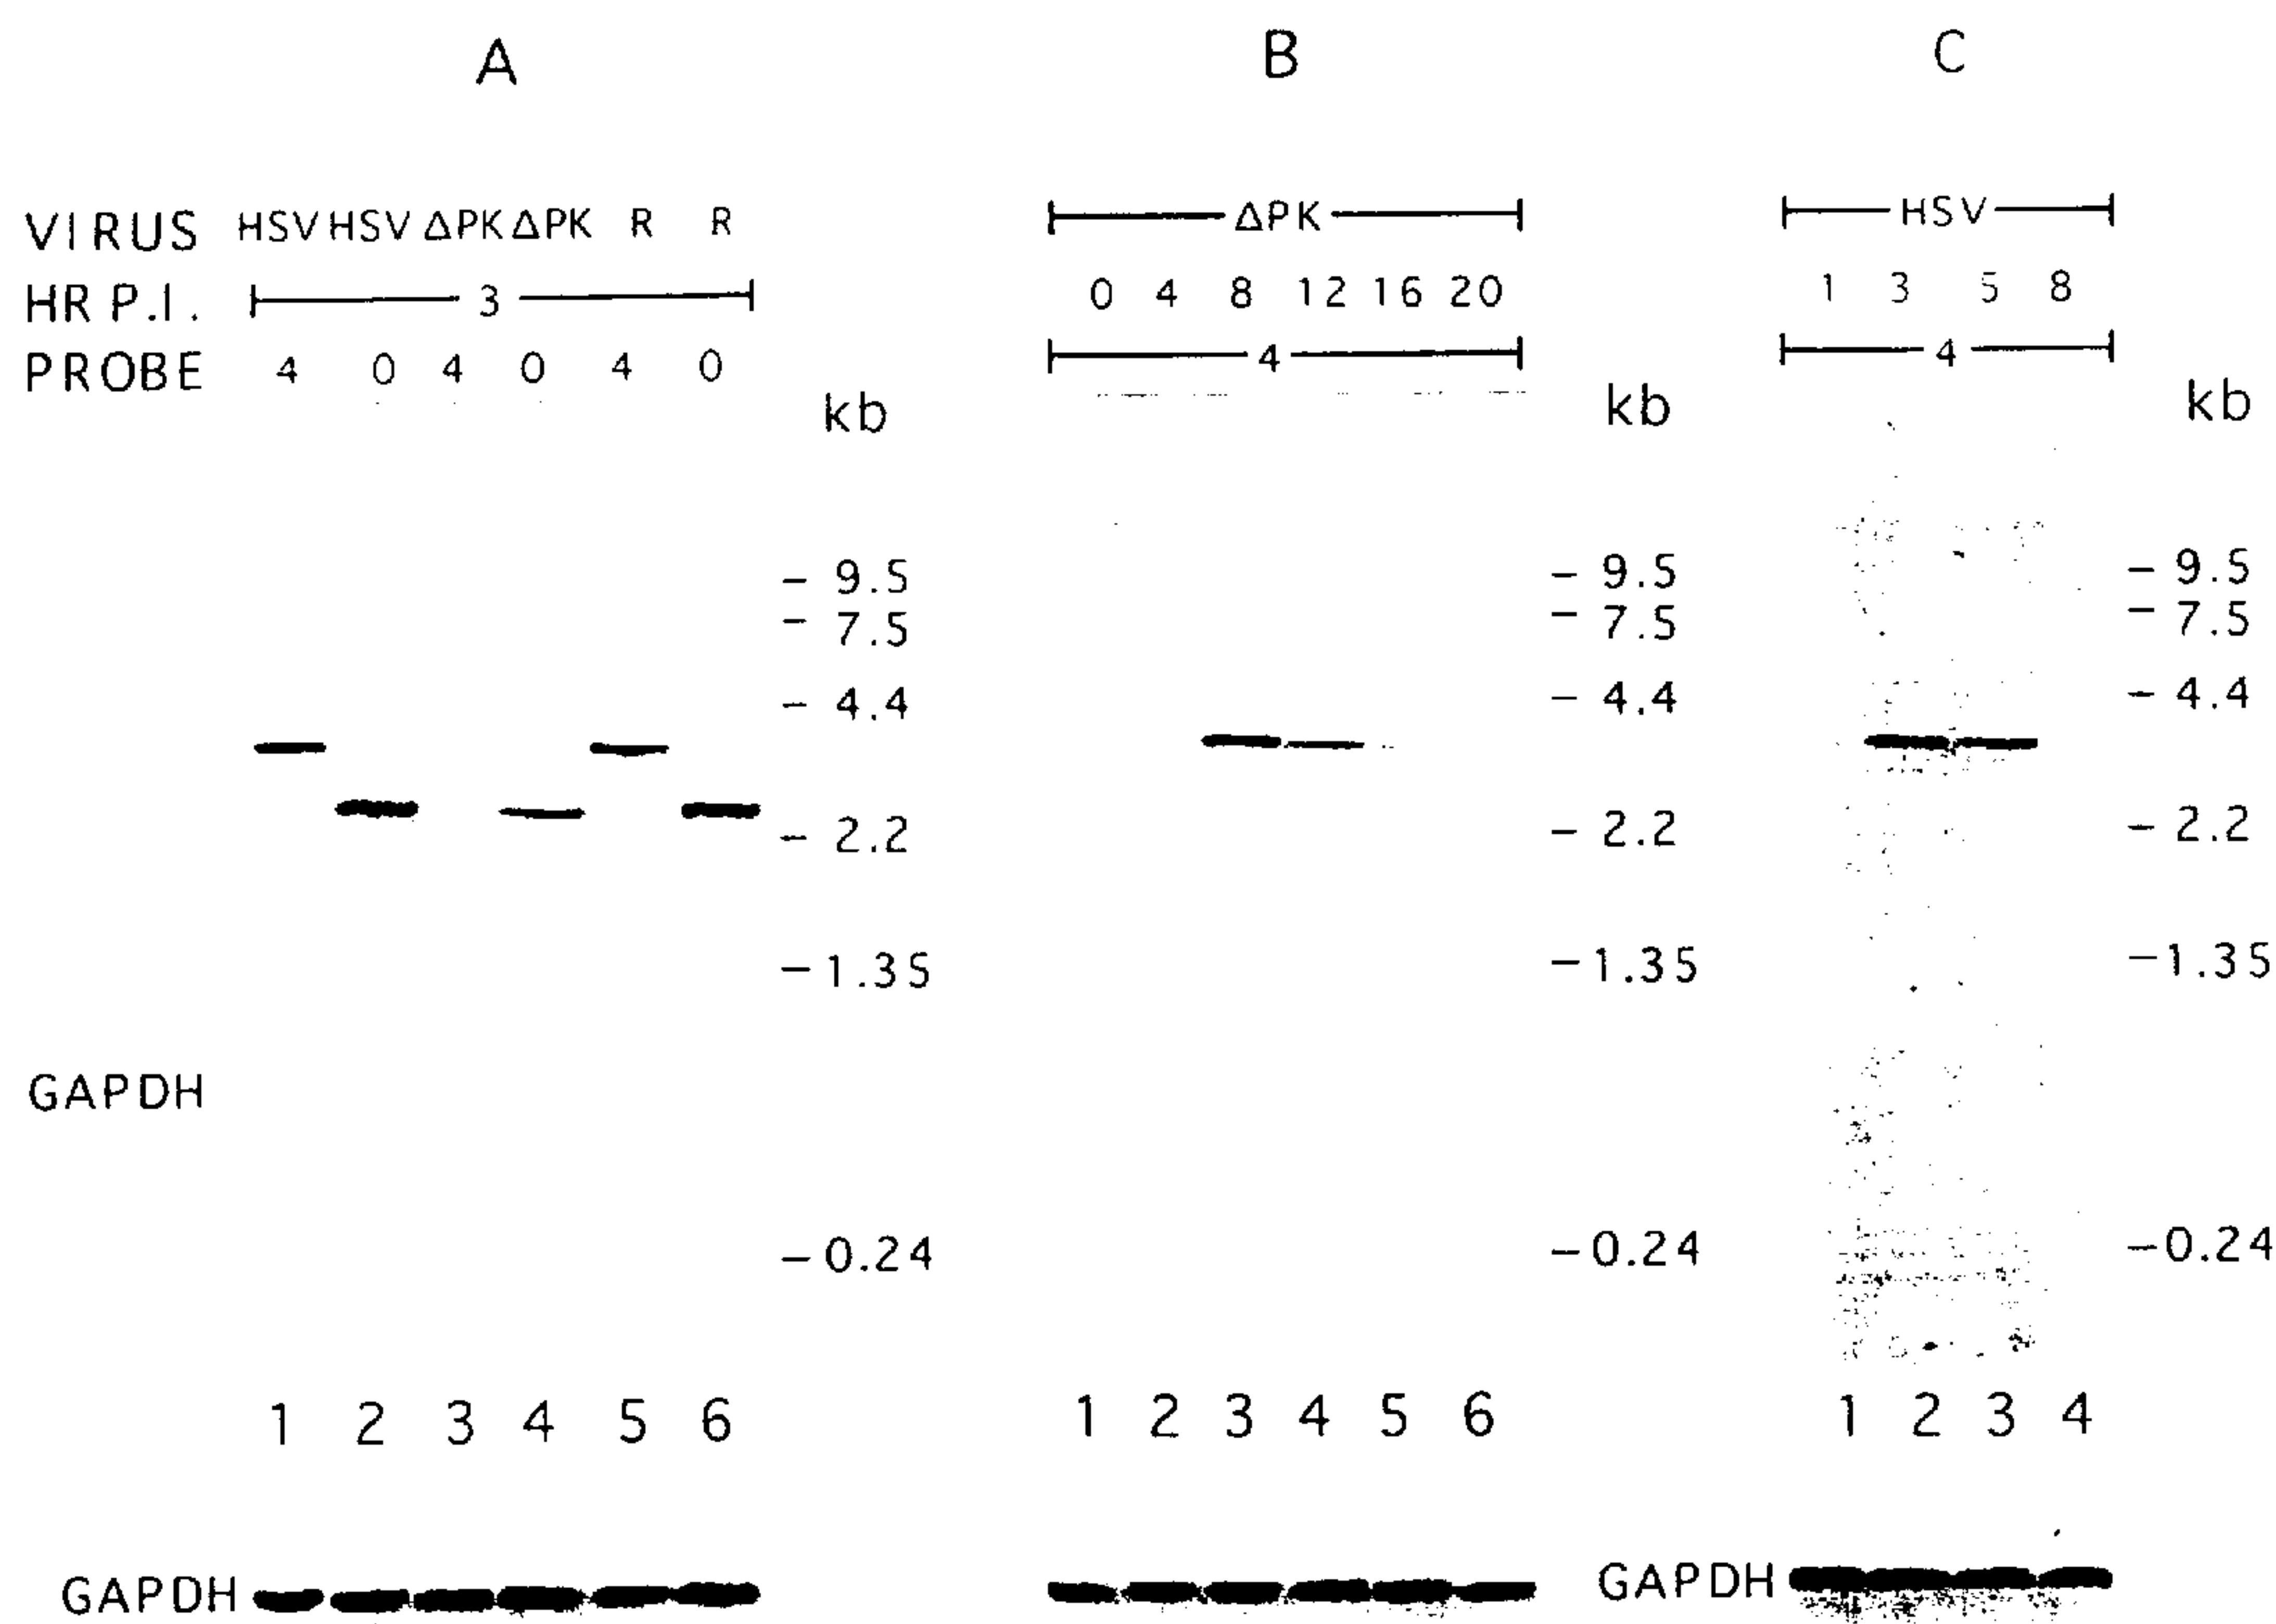 A B C
VIRUS HSV HSV ΔPK ΔPK R R ΔPK HSV
HR P.I. 3 0 4 8 12 16 20 1 3 5 8
PROBE 4 0 4 0 4 0 4 4
kb kb kb
- 9.5 - 9.5 - 9.5
- 7.5 - 7.5 - 7.5
- 4.4 - 4.4 - 4.4
- 2.2 - 2.2 - 2.2
- 1.35 - 1.35 - 1.35
GAPDH
- 0.24 - 0.24 - 0.24
1 2 3 4 5 6 1 2 3 4 5 6 1 2 3 4
GAPDH GAPDH